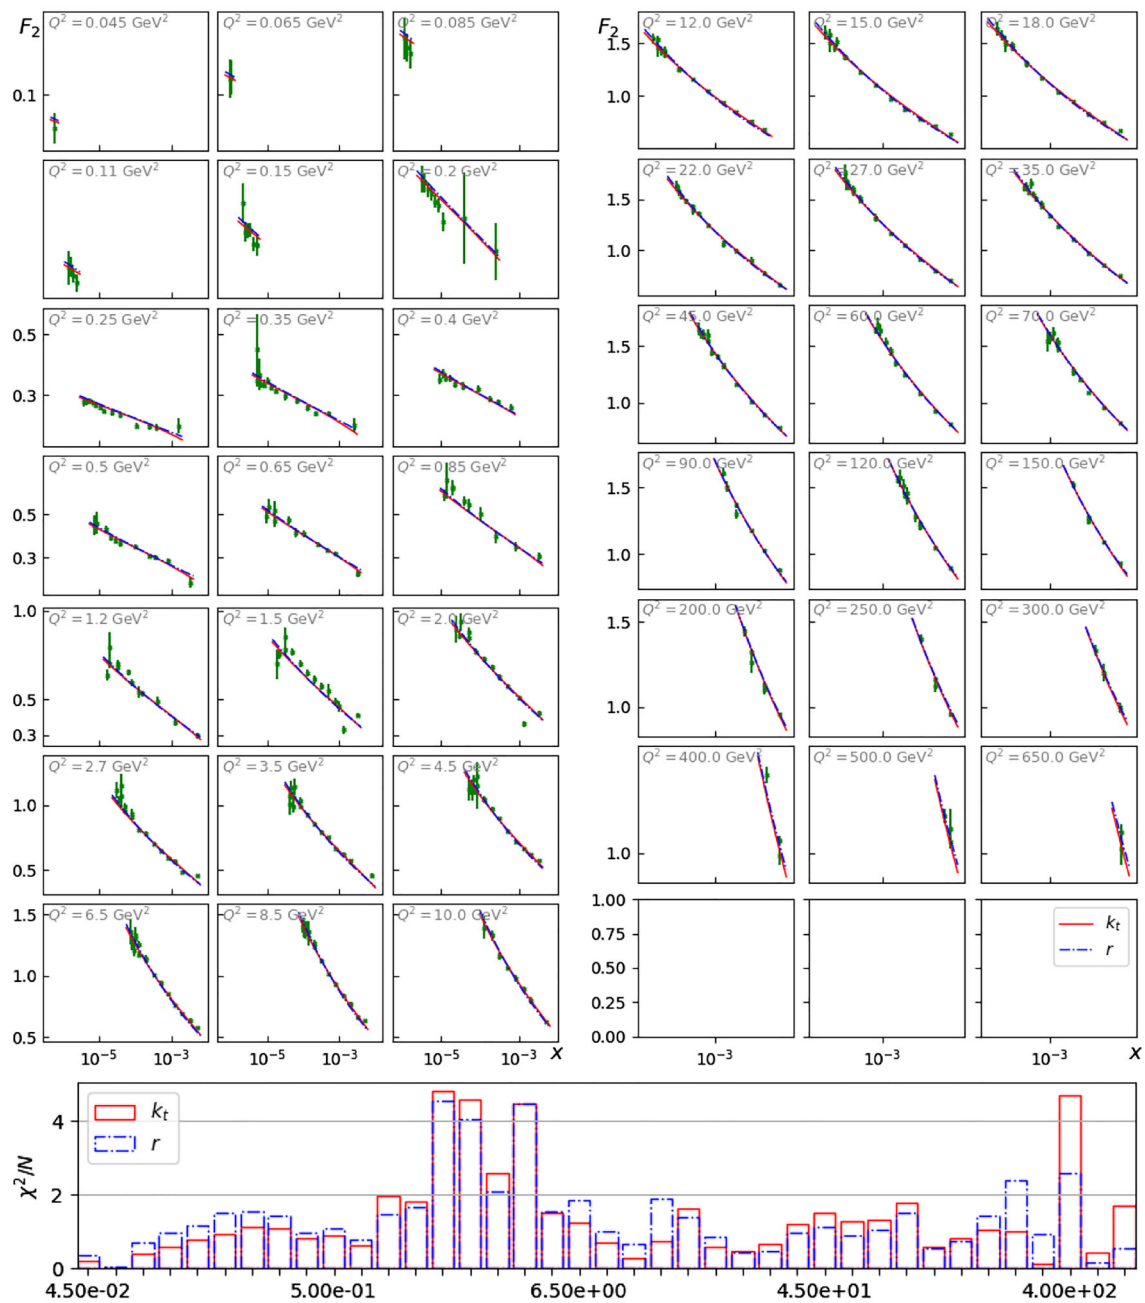 F₂ Q² = 0.045 GeV² Q² = 0.065 GeV² Q² = 0.085 GeV² F₂ Q² = 12.0 GeV² Q² = 15.0 GeV² Q² = 18.0 GeV²
1.5
0.1 1.0
Q² = 0.11 GeV² Q² = 0.15 GeV² Q² = 0.2 GeV² Q² = 22.0 GeV² Q² = 27.0 GeV² Q² = 35.0 GeV²
1.5
1.0
Q² = 0.25 GeV² Q² = 0.35 GeV² Q² = 0.4 GeV² Q² = 45.0 GeV² Q² = 60.0 GeV² Q² = 70.0 GeV²
0.5 1.5
0.3 1.0
Q² = 0.5 GeV² Q² = 0.65 GeV² Q² = 0.85 GeV² Q² = 90.0 GeV² Q² = 120.0 GeV² Q² = 150.0 GeV²
0.5 1.5
0.3 1.0
Q² = 1.2 GeV² Q² = 1.5 GeV² Q² = 2.0 GeV² Q² = 200.0 GeV² Q² = 250.0 GeV² Q² = 300.0 GeV²
1.0 1.5
0.5 1.0
0.3
Q² = 2.7 GeV² Q² = 3.5 GeV² Q² = 4.5 GeV² Q² = 400.0 GeV² Q² = 500.0 GeV² Q² = 650.0 GeV²
1.0
0.5 1.0
Q² = 6.5 GeV² Q² = 8.5 GeV² Q² = 10.0 GeV²
1.5 1.00
0.75 kₜ
1.0 0.50 r
0.25
0.5 0.00
10⁻⁵ 10⁻³ 10⁻⁵ 10⁻³ 10⁻⁵ 10⁻³ x 10⁻³ 10⁻³ 10⁻³ x
χ²/N
4
2
0
kₜ
r
4.50e-02 5.00e-01 6.50e+00 4.50e+01 4.00e+02